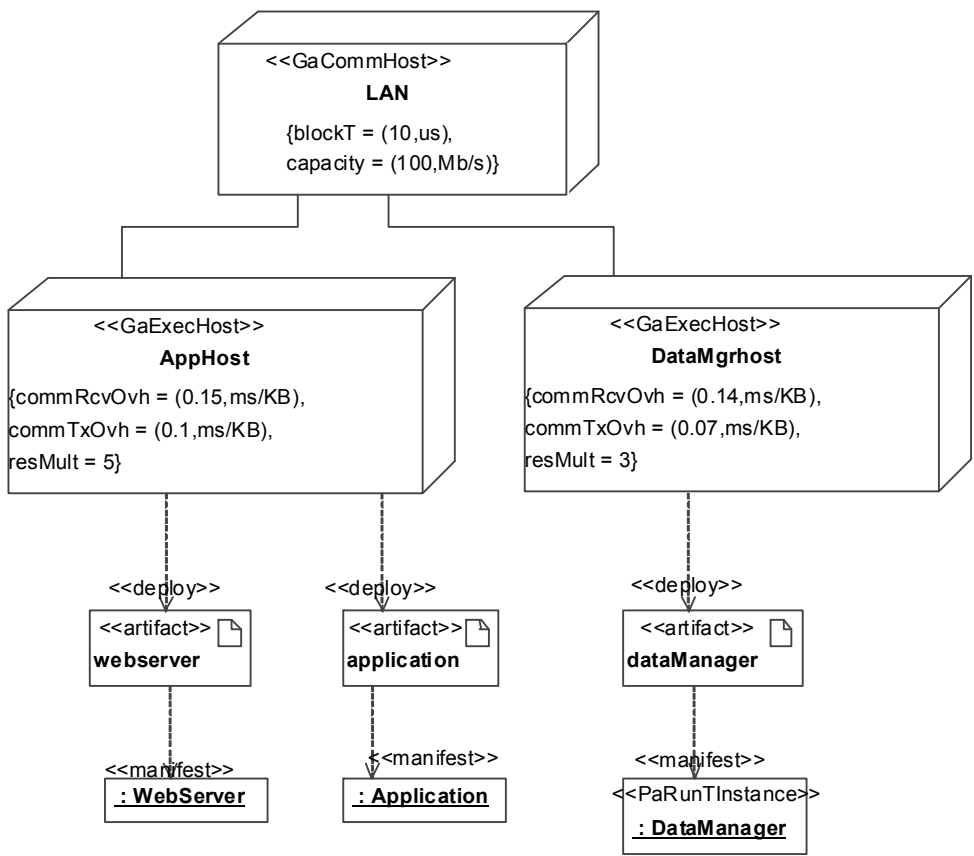 <<GaCommHost>>
LAN
{blockT = (10,us),
capacity = (100,Mb/s)}
<<GaExecHost>>
AppHost
{commRcvOvh = (0.15,ms/KB),
commTxOvh = (0.1,ms/KB),
resMult = 5}
<<GaExecHost>>
DataMgrhost
{commRcvOvh = (0.14,ms/KB),
commTxOvh = (0.07,ms/KB),
resMult = 3}
<<deploy>>
<<deploy>>
<<deploy>>
<<artifact>>
webserver
<<artifact>>
application
<<artifact>>
dataManager
<<manifest>>
<<manifest>>
<<manifest>>
: WebServer
: Application
<<PaRunTInstance>>
: DataManager